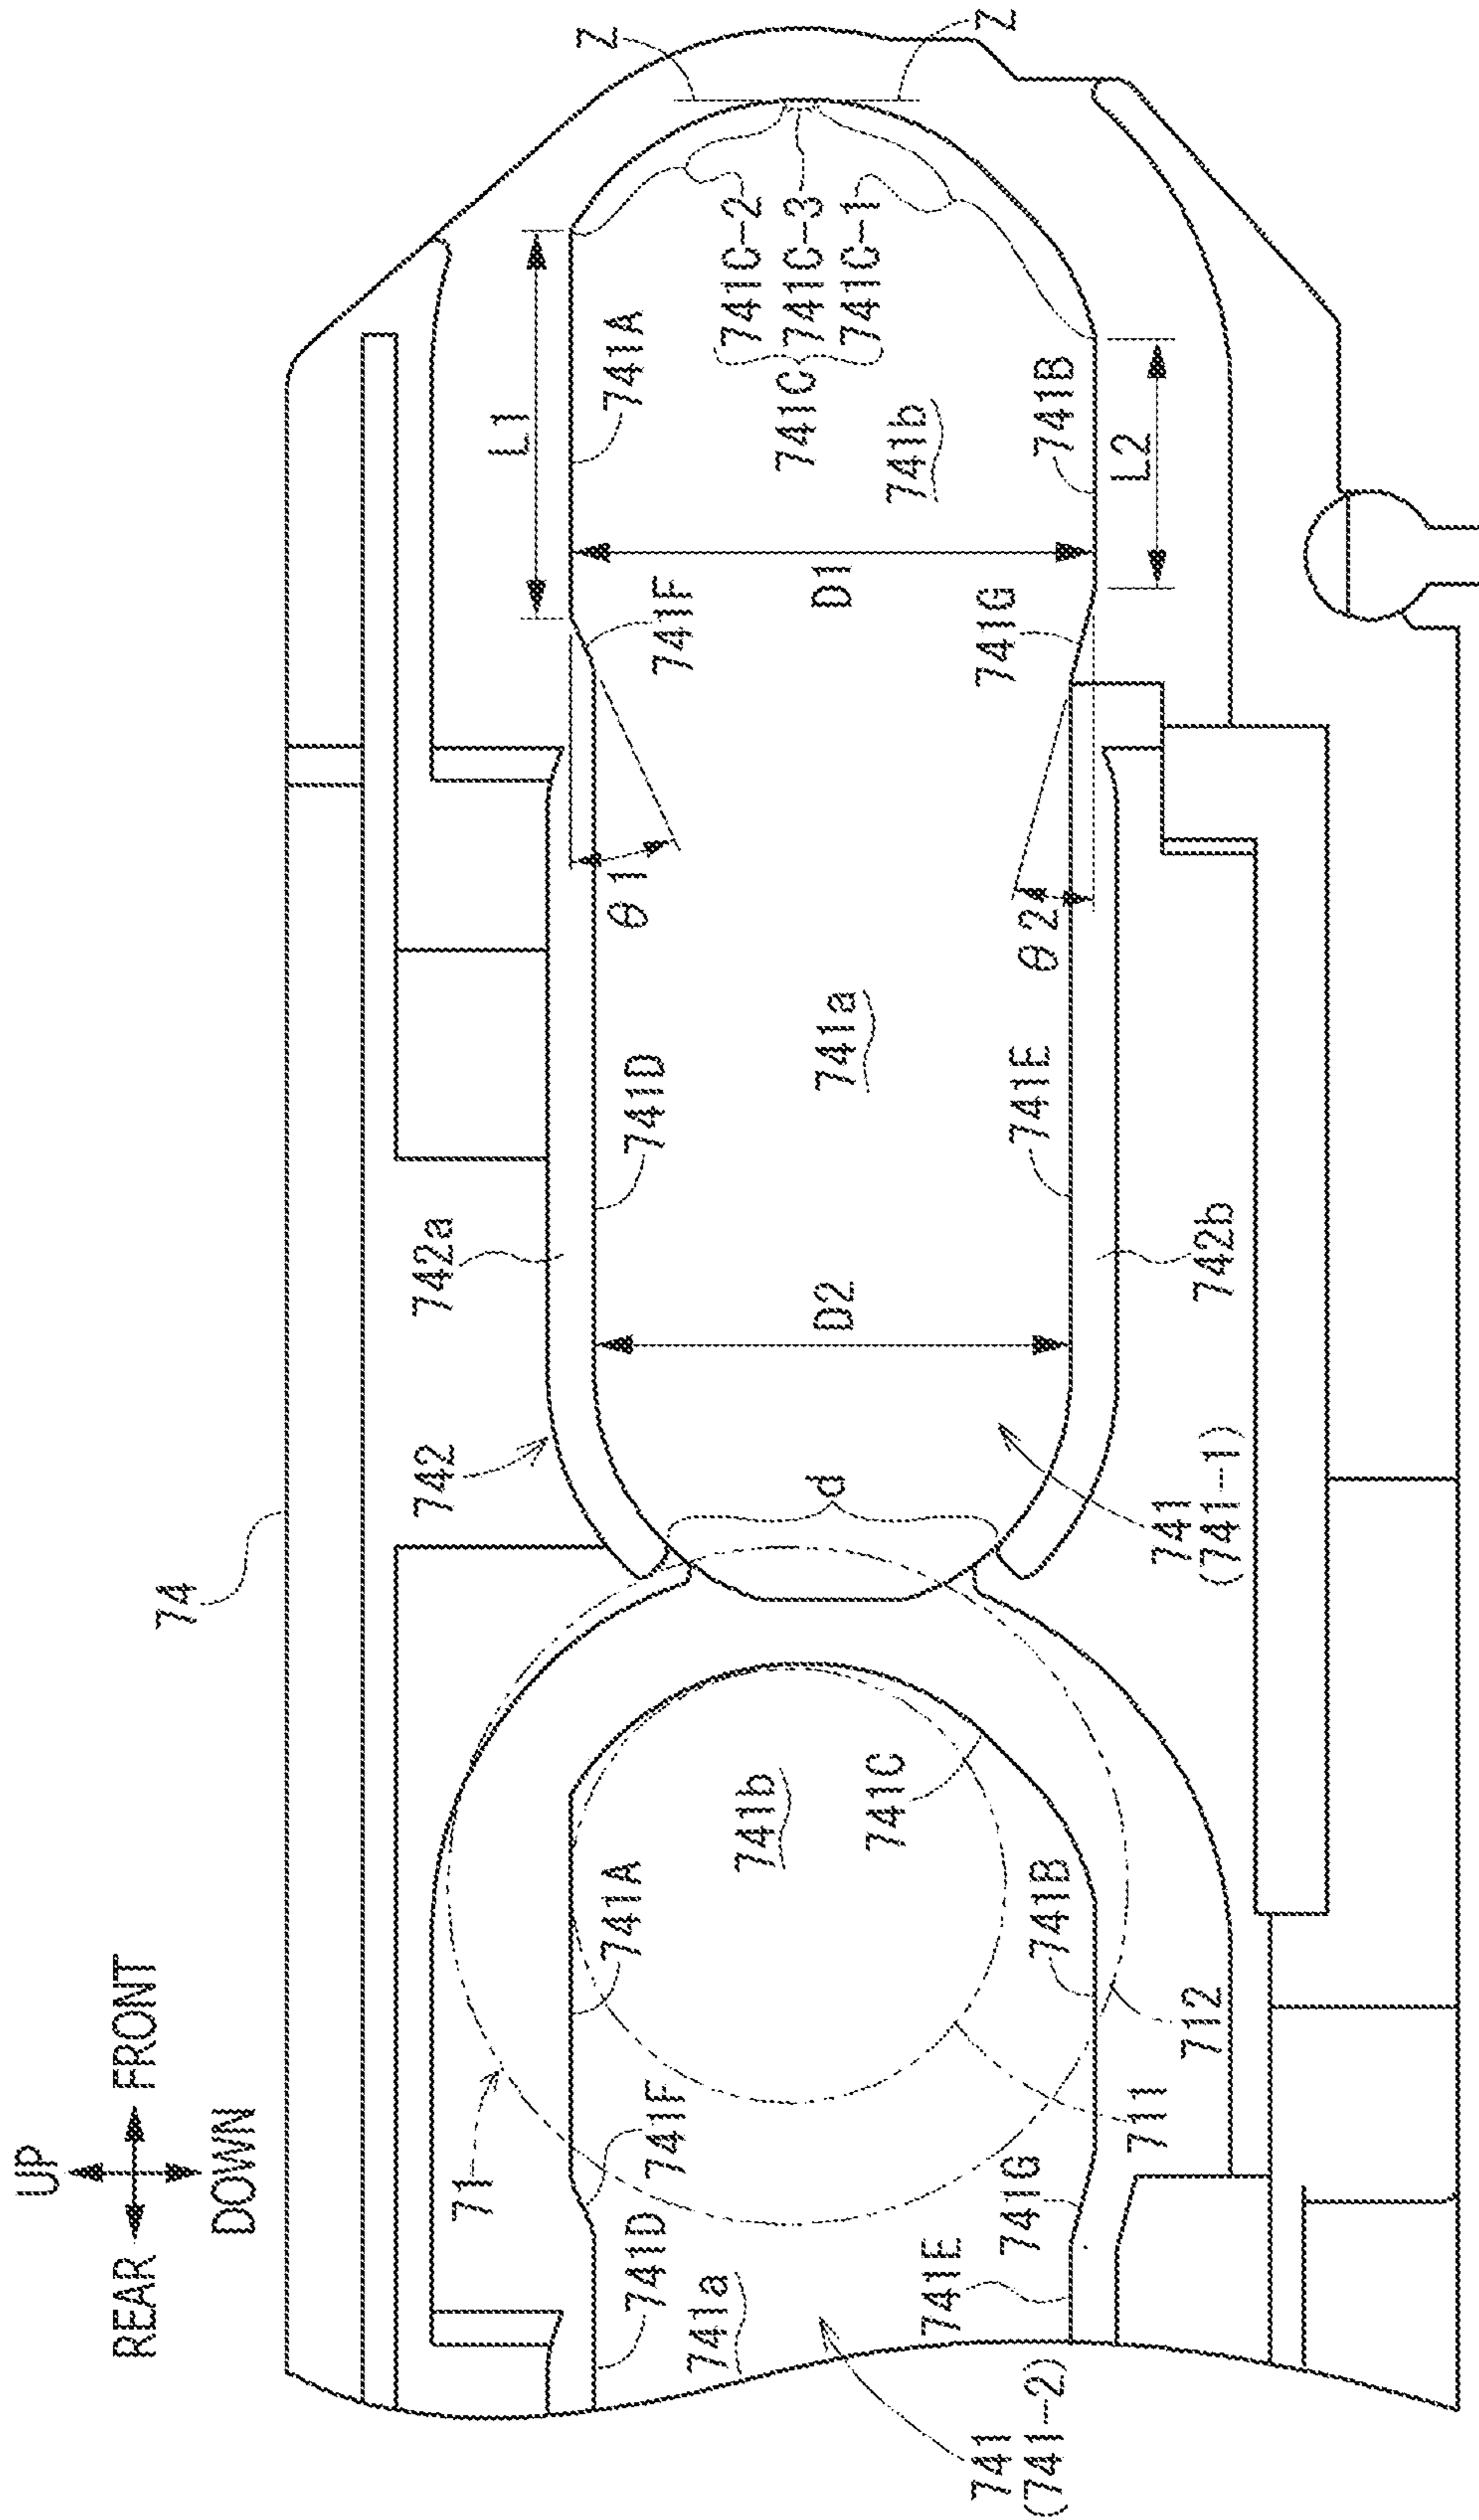 UP
REAR
FRONT
DOWN
74
742
742a
71
741D
741F
741A
741D
θ1
741F
L1
741A
Z
741a
741b
d
D2
741a
D1
741C
741C-2
741C-3
741C-1
741b
741C
741E
741G
741B
741E
θ2
741G
741B
Z
741
(741-2)
711
712
741
(741-1)
742b
L2